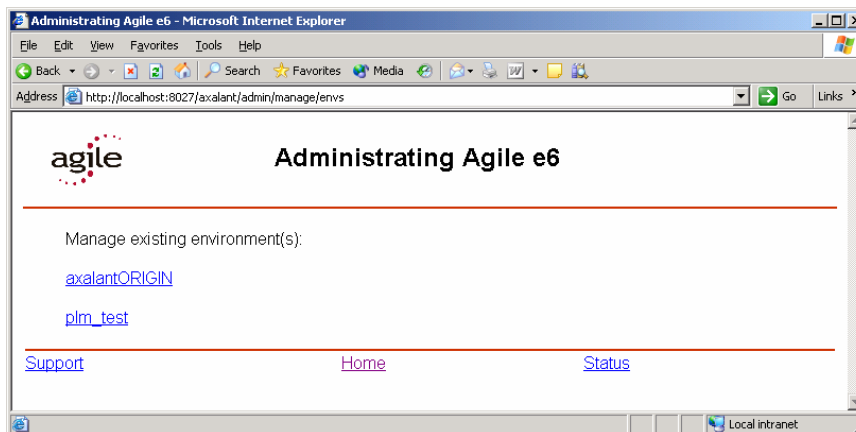 Administrating Agile e6 - Microsoft Internet Explorer
File Edit View Favorites Tools Help
Back Search Favorites Media
Address http://localhost:8027/axalant/admin/manage/envs Go Links
agile
Administrating Agile e6
Manage existing environment(s):
axalantORIGIN
plm_test
Support Home Status
Local intranet